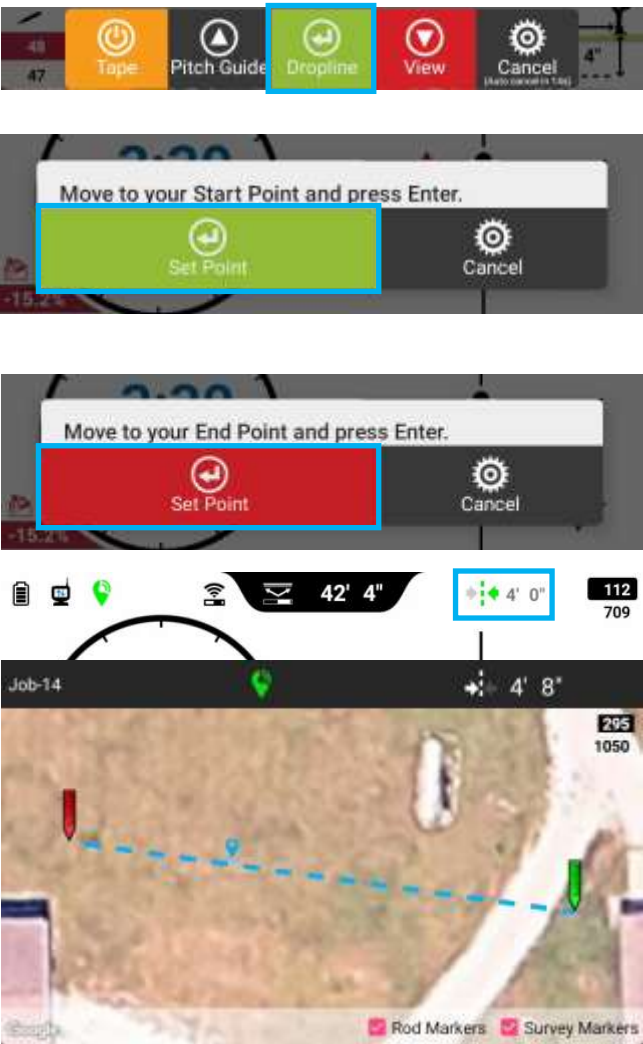 48
47
Tape
Pitch Guide
Dropline
View
Cancel
(Auto cancel in 14s)
4"
Move to your Start Point and press Enter.
Set Point
Cancel
-15.2%
Move to your End Point and press Enter.
Set Point
Cancel
-15.2%
42' 4"
4' 0"
112
709
Job-14
4' 8"
295
1050
Google
Rod Markers
Survey Markers